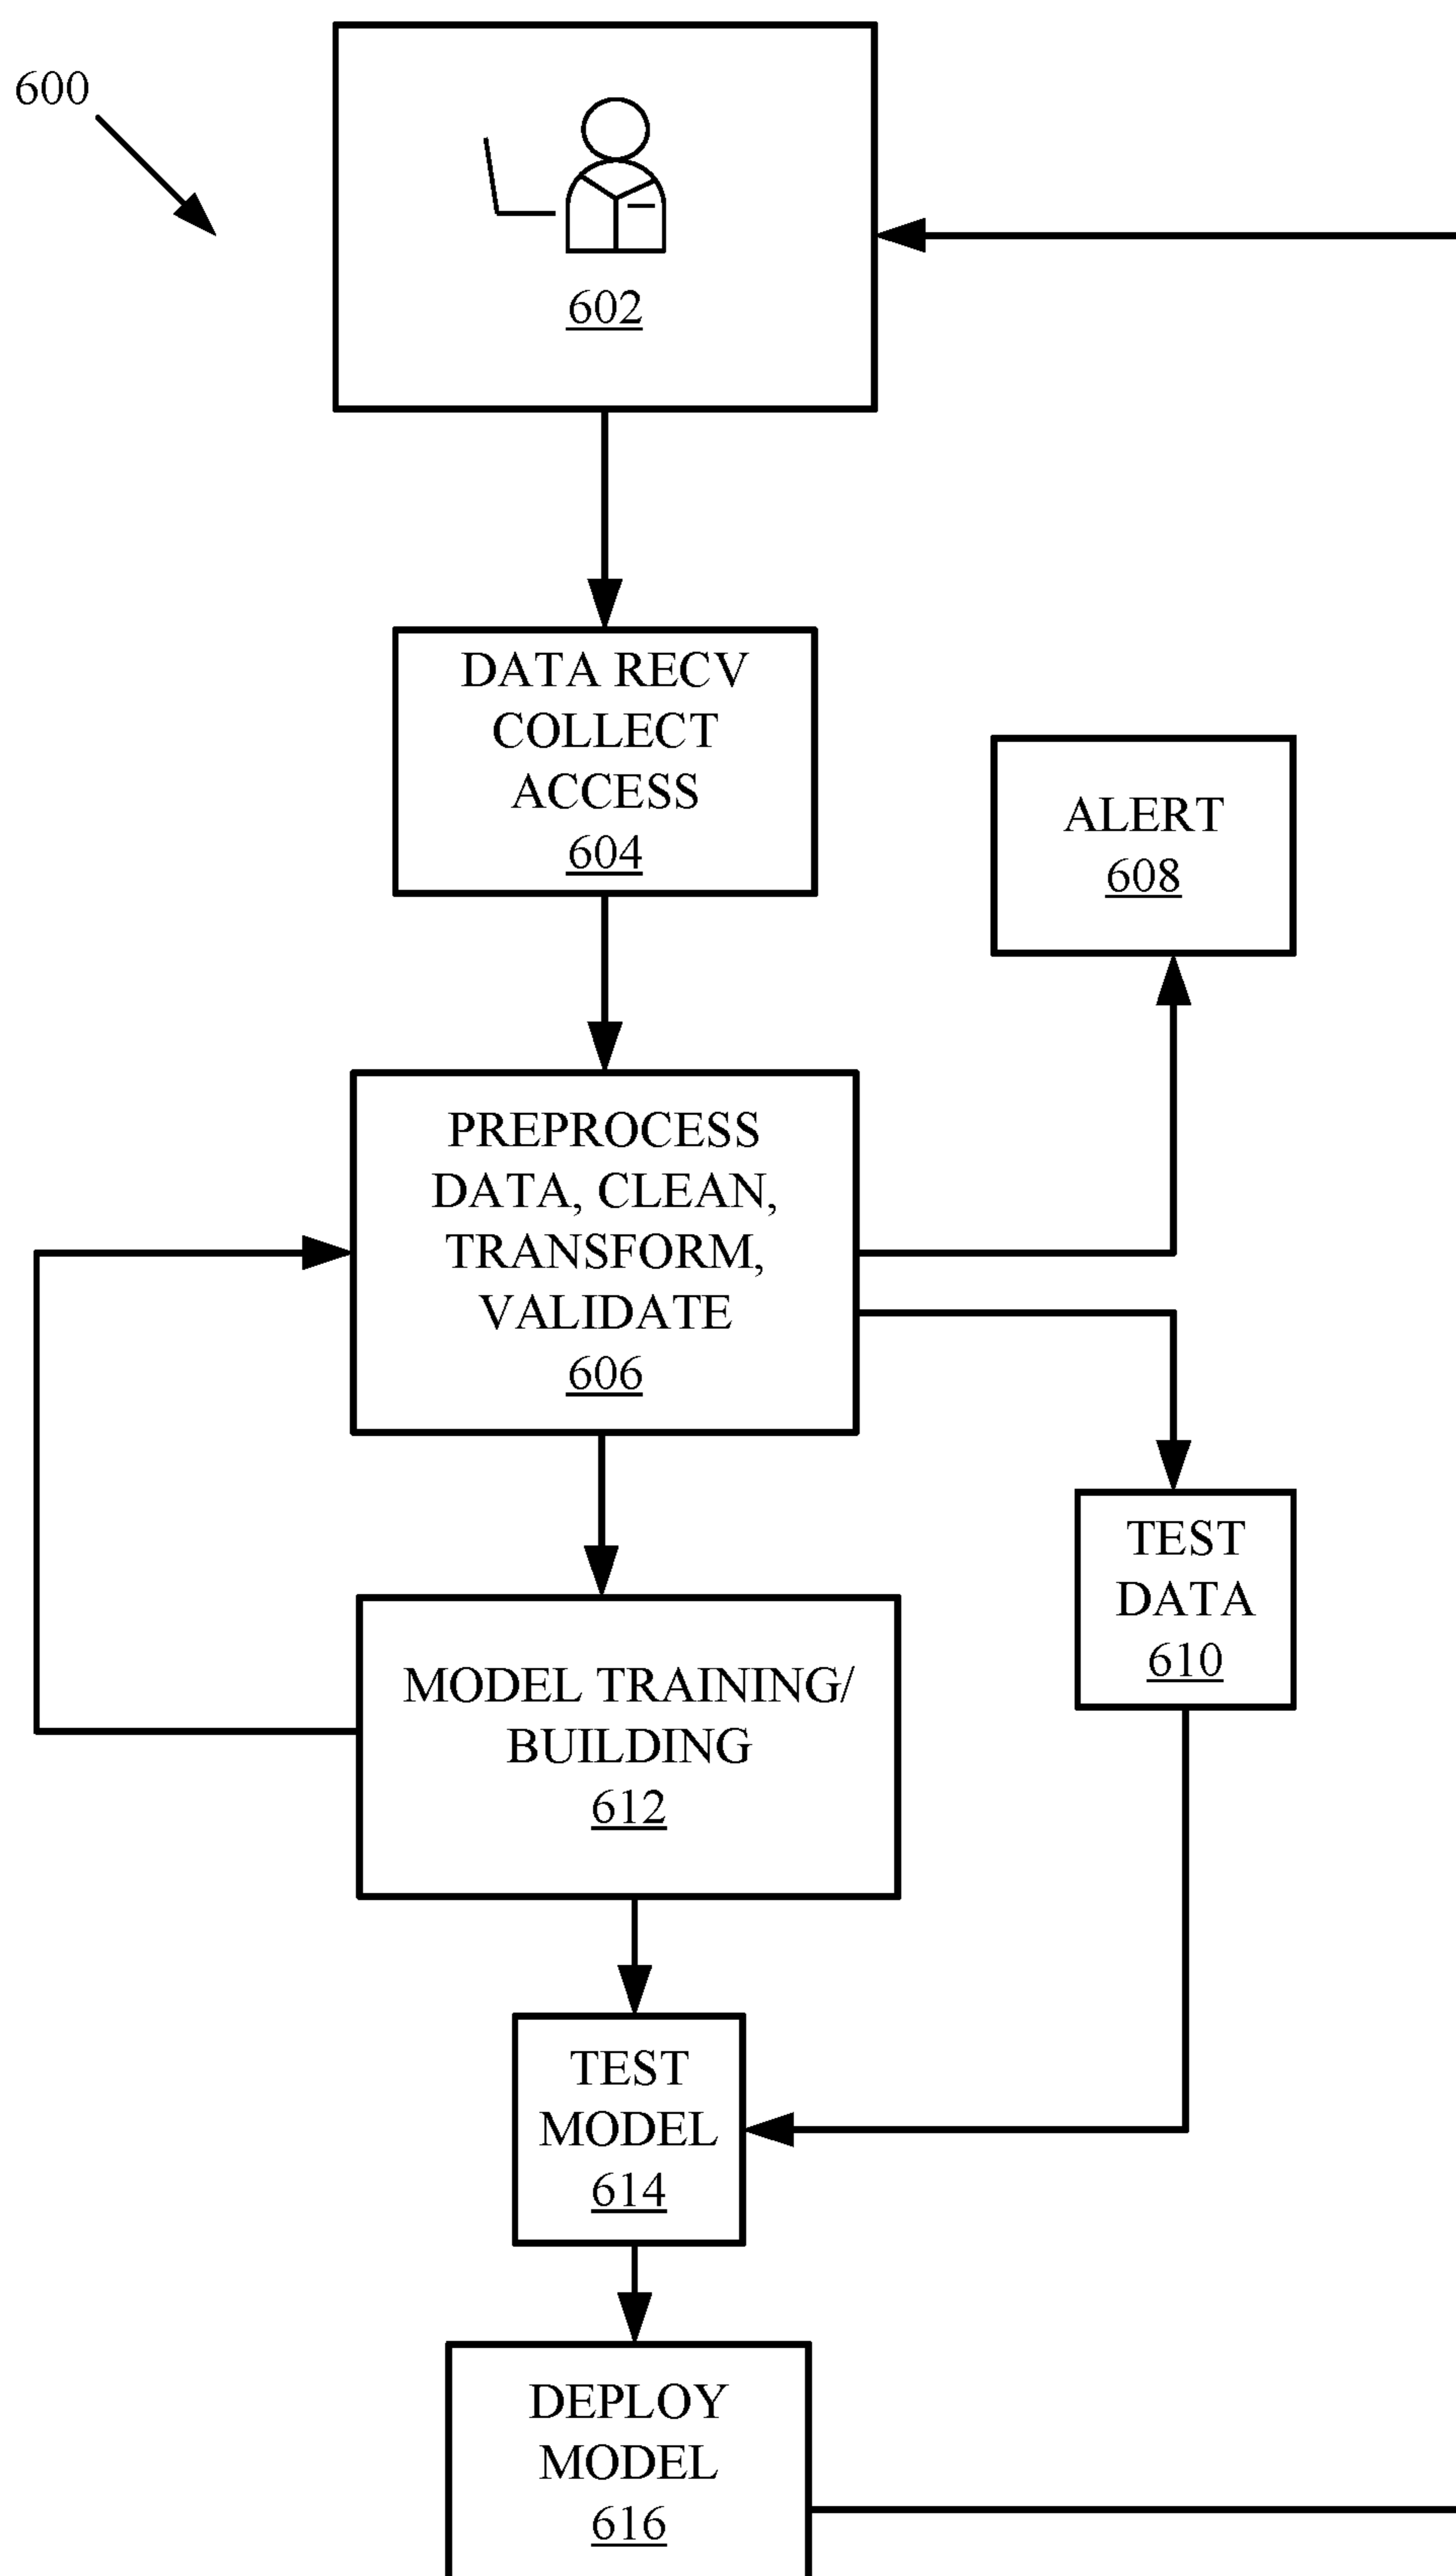 600
602
DATA RECV
COLLECT
ACCESS
604
ALERT
608
PREPROCESS
DATA, CLEAN,
TRANSFORM,
VALIDATE
606
TEST
DATA
610
MODEL TRAINING/
BUILDING
612
TEST
MODEL
614
DEPLOY
MODEL
616